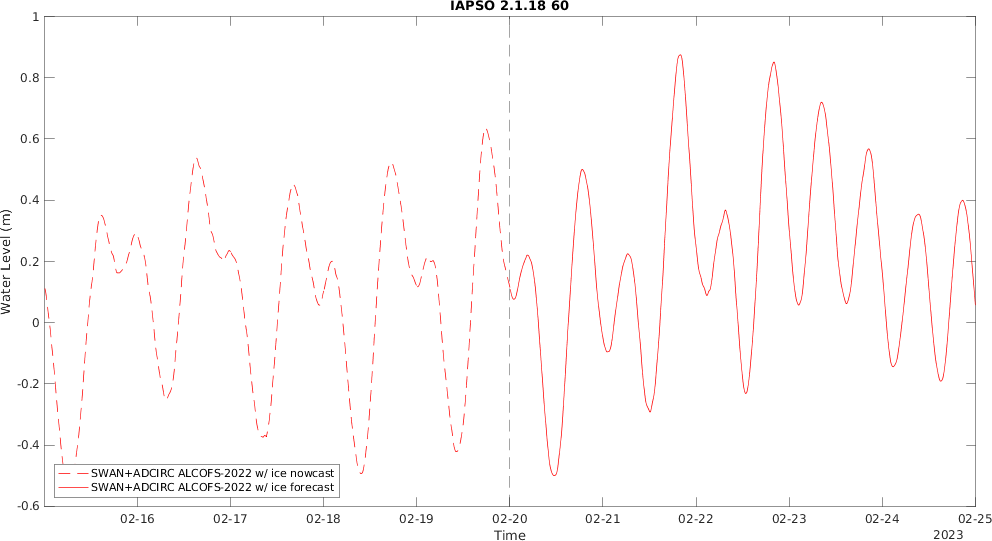 IAPSO 2.1.18 60
Water Level (m)
1
0.8
0.6
0.4
0.2
0
-0.2
-0.4
-0.6
SWAN+ADCIRC ALCOFS-2022 w/ ice nowcast
SWAN+ADCIRC ALCOFS-2022 w/ ice forecast
02-16 02-17 02-18 02-19 02-20 02-21 02-22 02-23 02-24 02-25
Time
2023